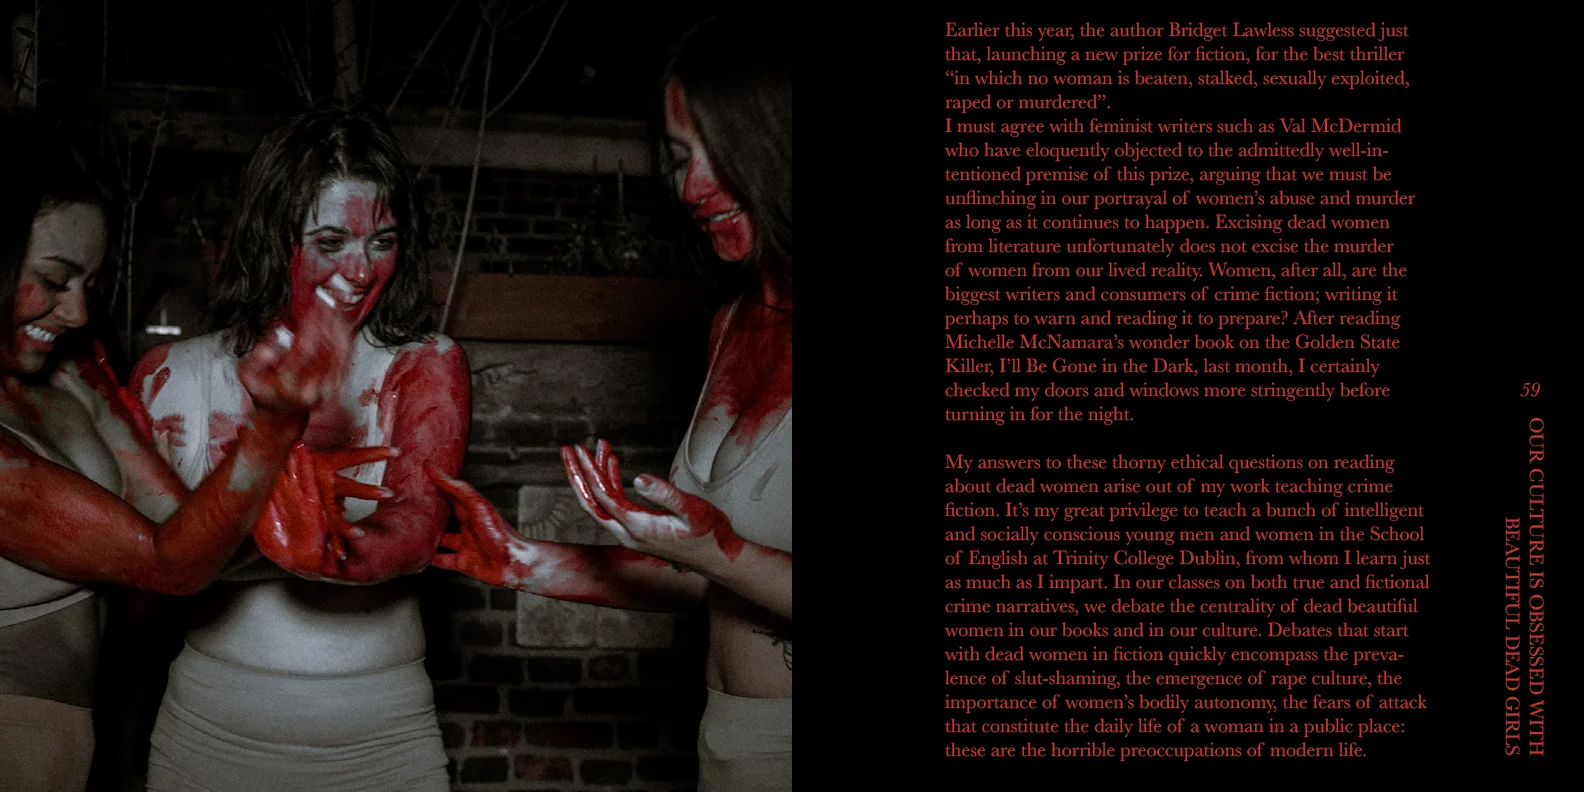 Earlier this year, the author Bridget Lawless suggested just
that, launching a new prize for fiction, for the best thriller
“in which no woman is beaten, stalked, sexually exploited,
raped or murdered”.
I must agree with feminist writers such as Val McDermid
who have eloquently objected to the admittedly well-in-
tentioned premise of this prize, arguing that we must be
unflinching in our portrayal of women’s abuse and murder
as long as it continues to happen. Excising dead women
from literature unfortunately does not excise the murder
of women from our lived reality. Women, after all, are the
biggest writers and consumers of crime fiction; writing it
perhaps to warn and reading it to prepare? After reading
Michelle McNamara’s wonder book on the Golden State
Killer, I’ll Be Gone in the Dark, last month, I certainly
checked my doors and windows more stringently before
turning in for the night.
My answers to these thorny ethical questions on reading
about dead women arise out of my work teaching crime
fiction. It’s my great privilege to teach a bunch of intelligent
and socially conscious young men and women in the School
of English at Trinity College Dublin, from whom I learn just
as much as I impart. In our classes on both true and fictional
crime narratives, we debate the centrality of dead beautiful
women in our books and in our culture. Debates that start
with dead women in fiction quickly encompass the preva-
lence of slut-shaming, the emergence of rape culture, the
importance of women’s bodily autonomy, the fears of attack
that constitute the daily life of a woman in a public place:
these are the horrible preoccupations of modern life.
59
OUR CULTURE IS OBSESSED WITH
BEAUTIFUL DEAD GIRLS